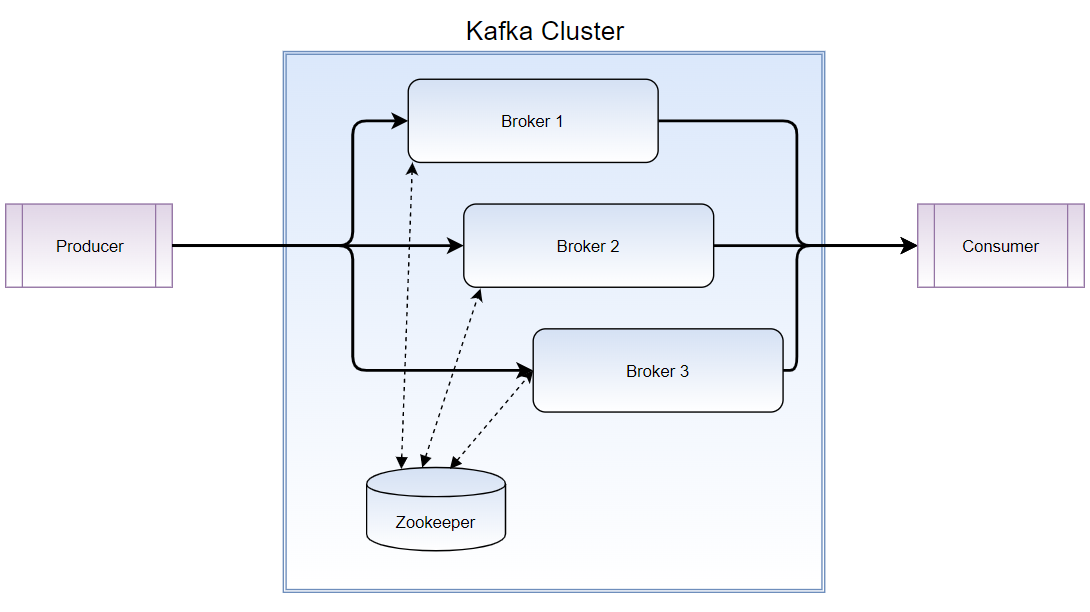 Kafka Cluster
Broker 1
Producer
Broker 2
Consumer
Broker 3
Zookeeper